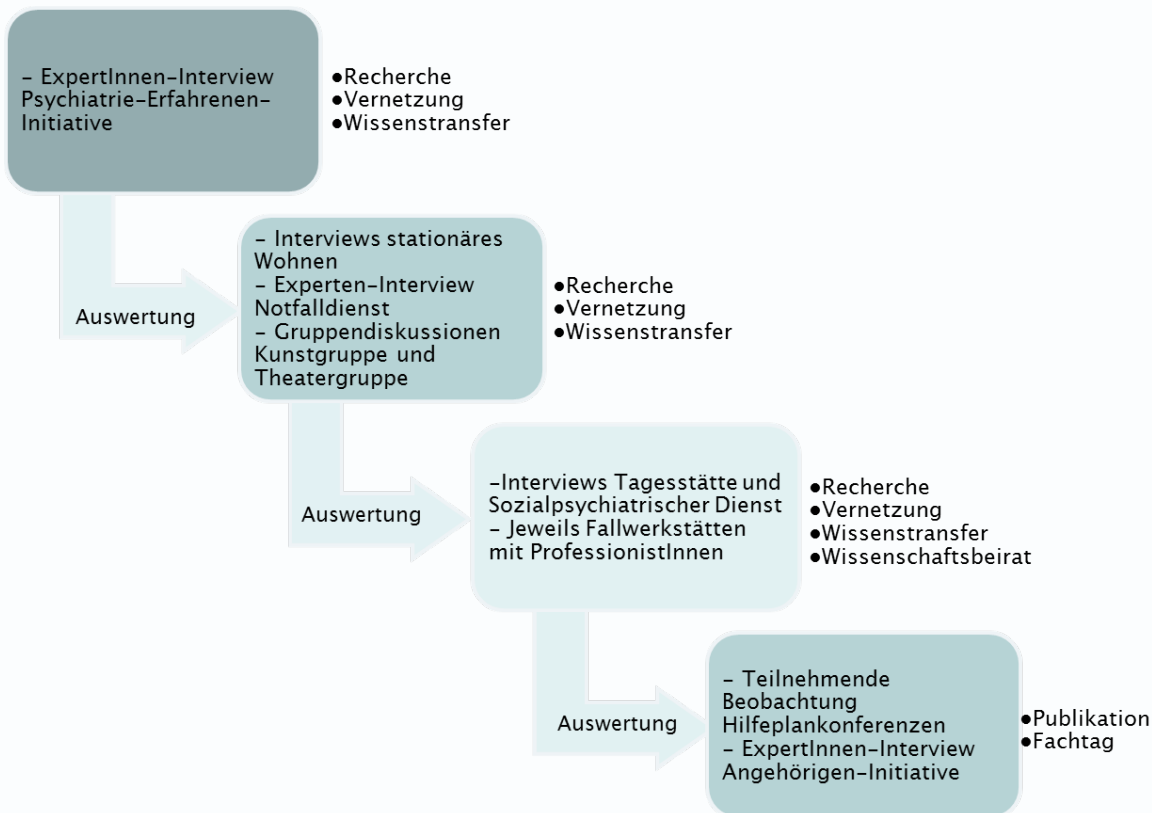 – ExpertInnen–Interview
Psychiatrie–Erfahrenen–
Initiative
●Recherche
●Vernetzung
●Wissenstransfer
Auswertung
– Interviews stationäres
Wohnen
– Experten–Interview
Notfalldienst
– Gruppendiskussionen
Kunstgruppe und
Theatergruppe
●Recherche
●Vernetzung
●Wissenstransfer
Auswertung
–Interviews Tagesstätte und
Sozialpsychiatrischer Dienst
– Jeweils Fallwerkstätten
mit ProfessionistInnen
●Recherche
●Vernetzung
●Wissenstransfer
●Wissenschaftsbeirat
Auswertung
– Teilnehmende
Beobachtung
Hilfeplankonferenzen
– ExpertInnen–Interview
Angehörigen–Initiative
●Publikation
●Fachtag